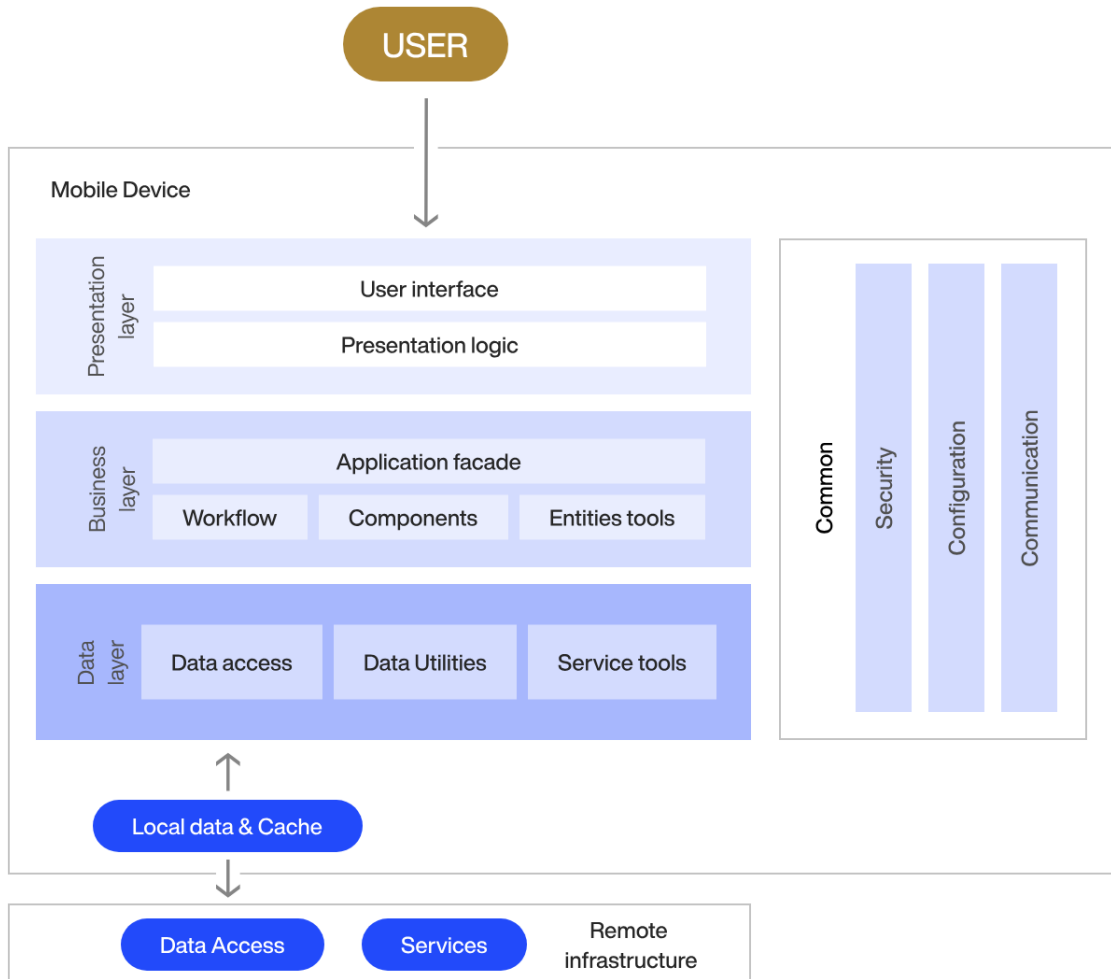 USER
Mobile Device
Presentation
layer
User interface
Presentation logic
Business
layer
Application facade
Workflow
Components
Entities tools
Data
layer
Data access
Data Utilities
Service tools
Common
Security
Configuration
Communication
Local data & Cache
Data Access
Services
Remote
infrastructure